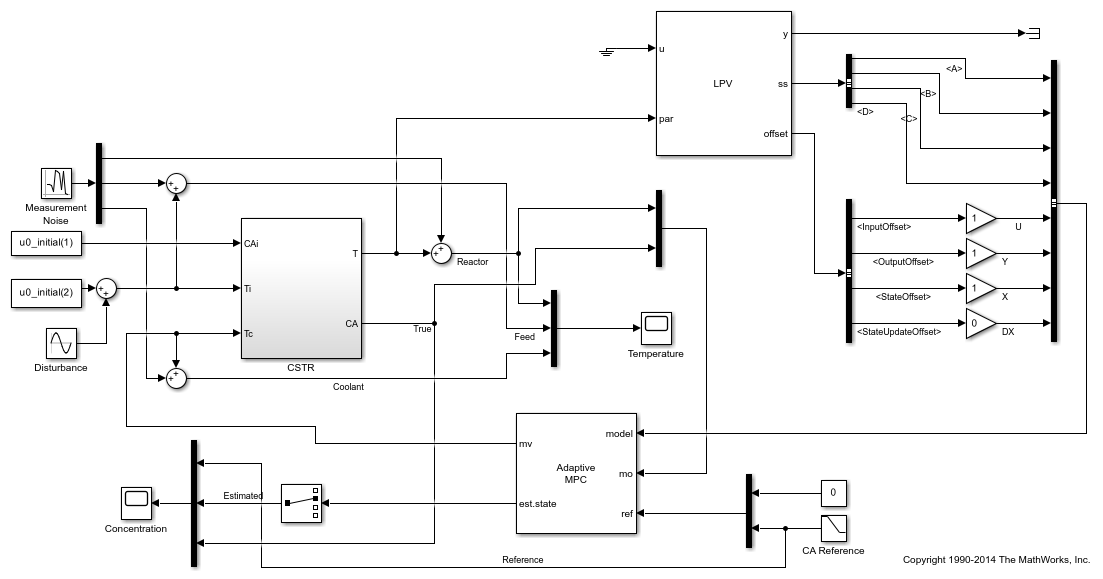 y
u
<A>
LPV
ss
<B>
<D>
<C>
par
offset
Measurement
Noise
u0_initial(1)
CAi
<InputOffset>
1
U
T
Reactor
<OutputOffset>
1
Y
u0_initial(2)
Ti
<StateOffset>
1
X
CA
True
Tc
Feed
<StateUpdateOffset>
0
DX
Disturbance
CSTR
Temperature
Coolant
model
mv
Adaptive
MPC
mo
est.state
ref
Estimated
Concentration
0
CA Reference
Reference
Copyright 1990-2014 The MathWorks, Inc.